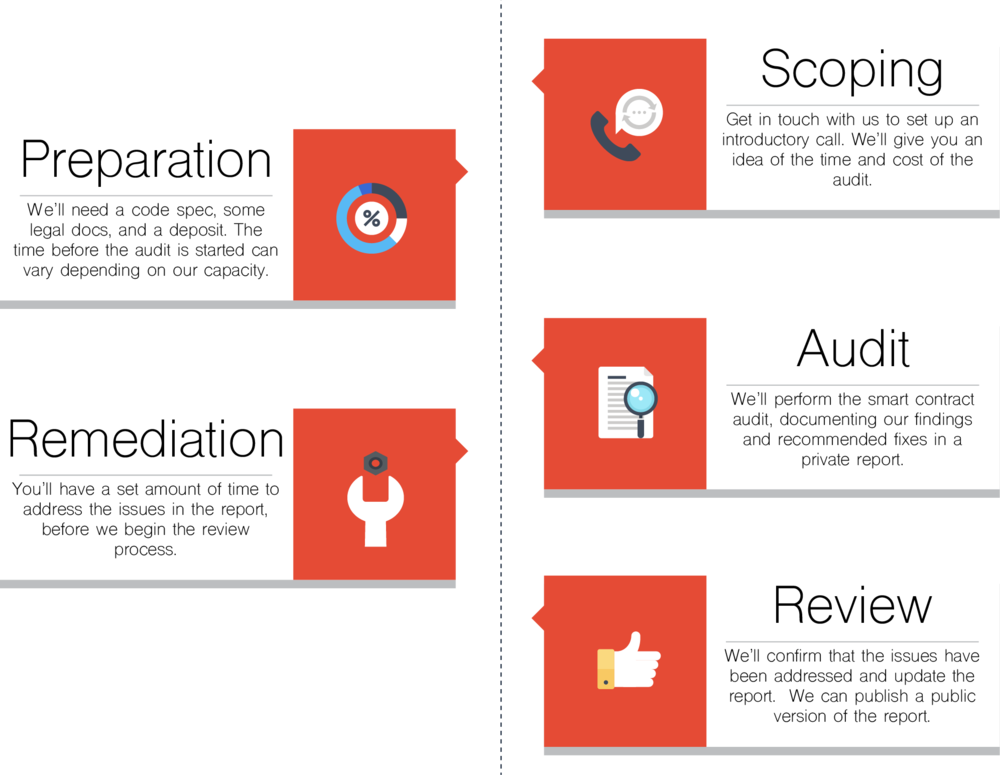 Scoping
Get in touch with us to set up an
introductory call. We'll give you an
idea of the time and cost of the
audit.
Preparation
%
We'll need a code spec, some
legal docs, and a deposit. The
time before the audit is started can
vary depending on our capacity.
Audit
We'll perform the smart contract
audit, documenting our findings
and recommended fixes in a
private report.
Remediation
You'll have a set amount of time to
address the issues in the report,
before we begin the review
process.
Review
We'll confirm that the issues have
been addressed and update the
report.  We can publish a public
version of the report.